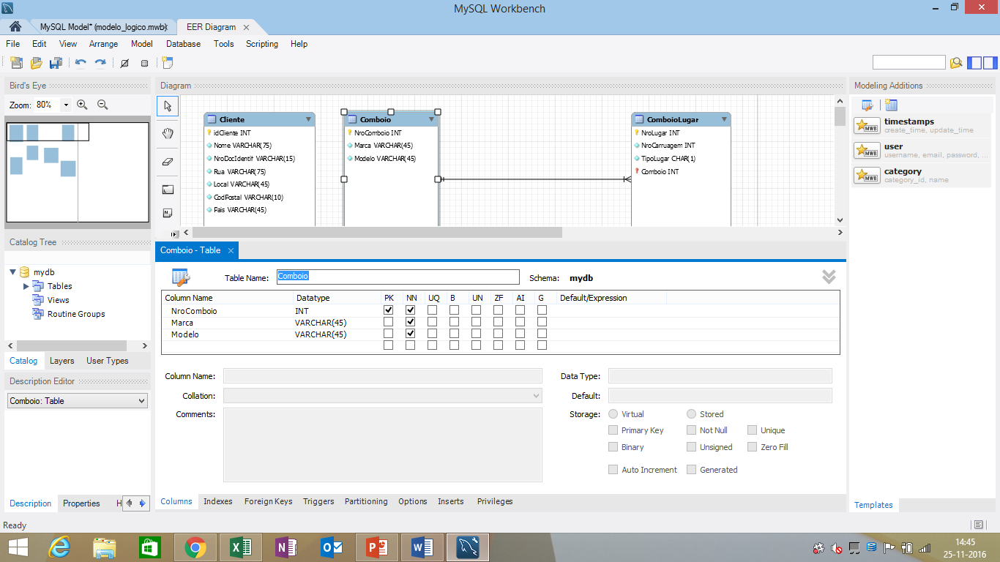 MySQL Workbench
MySQL Model* (modelo_logico.mwb)
EER Diagram
File Edit View Arrange Model Database Tools Scripting Help
Bird's Eye
Zoom: 80%
Diagram
Modeling Additions
Cliente
idCliente INT
Nome VARCHAR(75)
NroDocIdentif VARCHAR(15)
Rua VARCHAR(75)
Local VARCHAR(45)
CodPostal VARCHAR(10)
Pais VARCHAR(45)
Comboio
NroComboio INT
Marca VARCHAR(45)
Modelo VARCHAR(45)
ComboioLugar
NroLugar INT
NroCarruagem INT
TipoLugar CHAR(1)
Comboio INT
MWB
timestamps
create_time, update_time
MWB
user
username, email, password, ...
MWB
category
category_id, name
Catalog Tree
mydb
Tables
Views
Routine Groups
Catalog Layers User Types
Description Editor
Comboio: Table
Description Properties H
Comboio - Table
Table Name: Comboio Schema: mydb
Column Name Datatype PK NN UQ B UN ZF AI G Default/Expression
NroComboio INT
Marca VARCHAR(45)
Modelo VARCHAR(45)
Column Name: Data Type:
Collation: Default:
Comments: Storage: Virtual Stored
Primary Key Not Null Unique
Binary Unsigned Zero Fill
Auto Increment Generated
Columns Indexes Foreign Keys Triggers Partitioning Options Inserts Privileges
Templates
Ready
14:45
25-11-2016